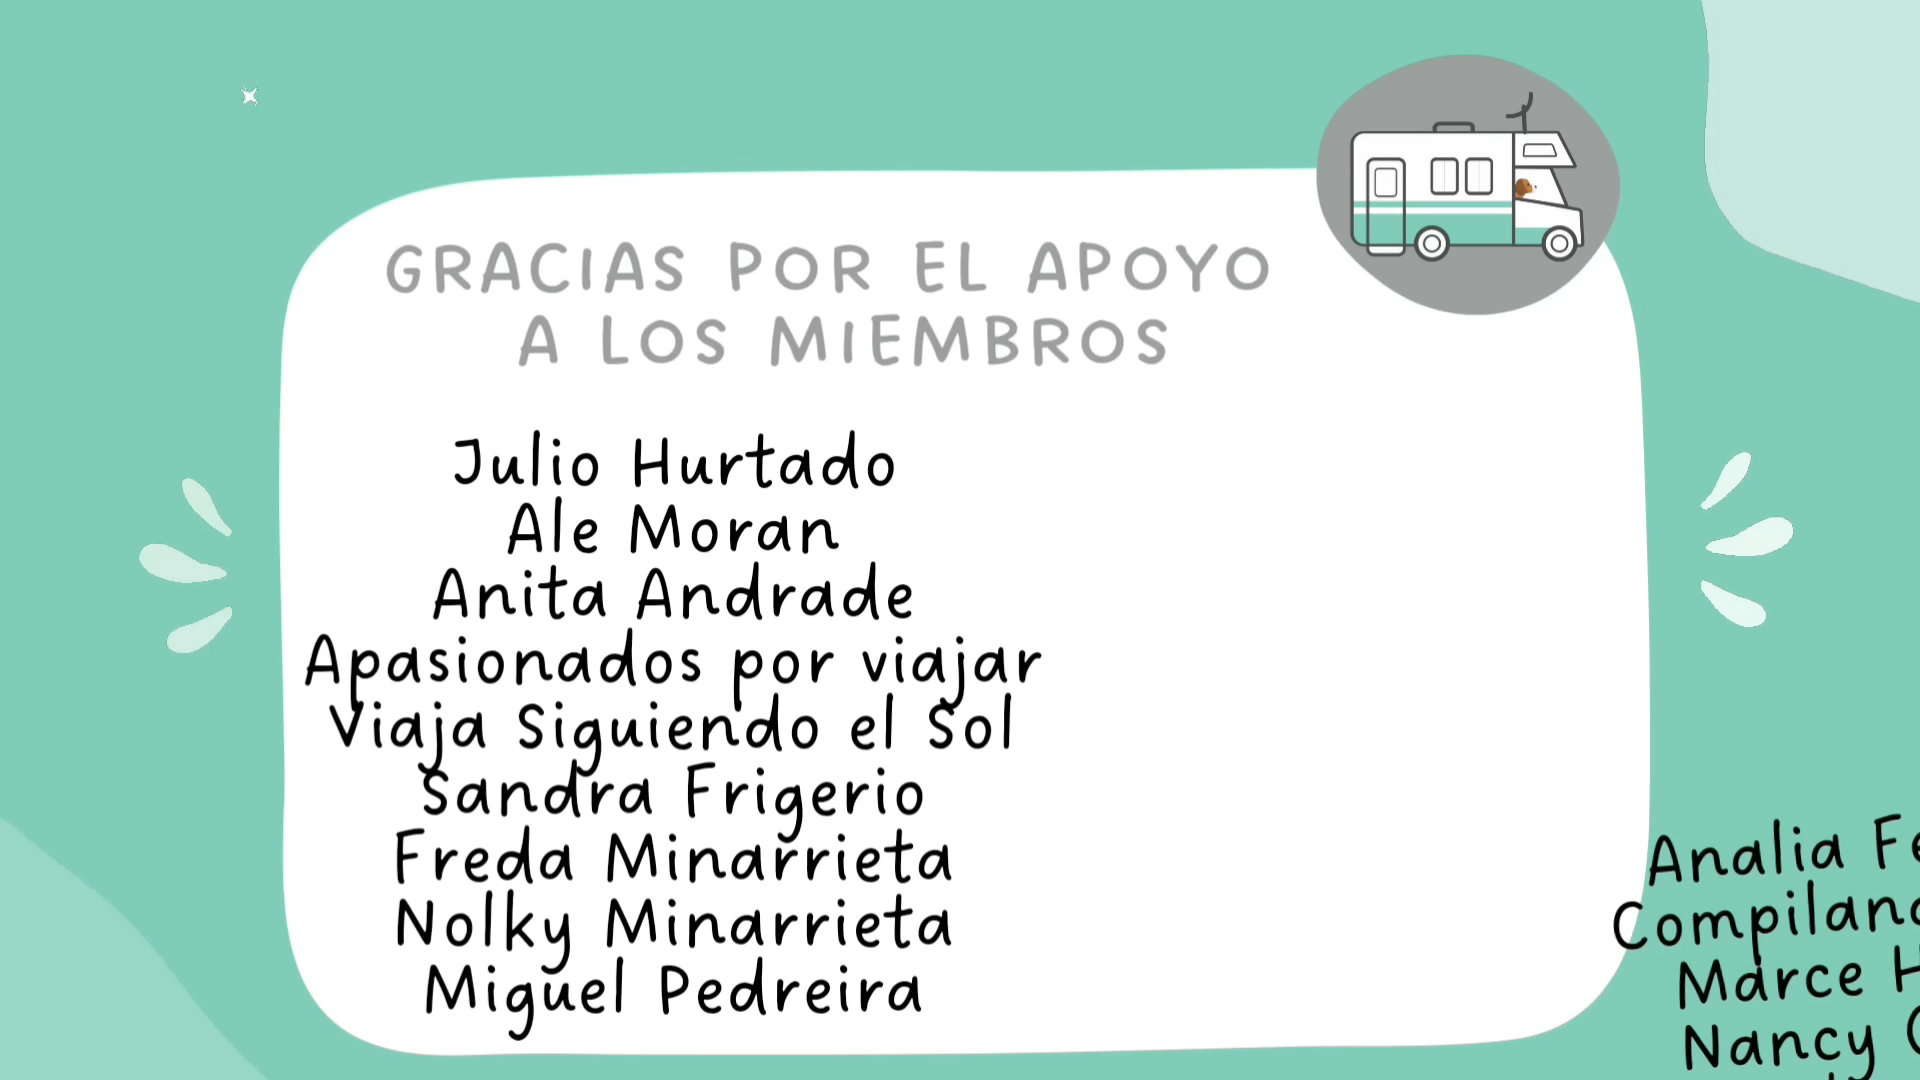 GRACIAS POR EL APOYO
A LOS MIEMBROS
Julio Hurtado
Ale Moran
Anita Andrade
Apasionados por viajar
Viaja Siguiendo el Sol
Sandra Frigerio
Freda Minarrieta
Nolky Minarrieta
Miguel Pedreira
Analia
Marce
Nancy